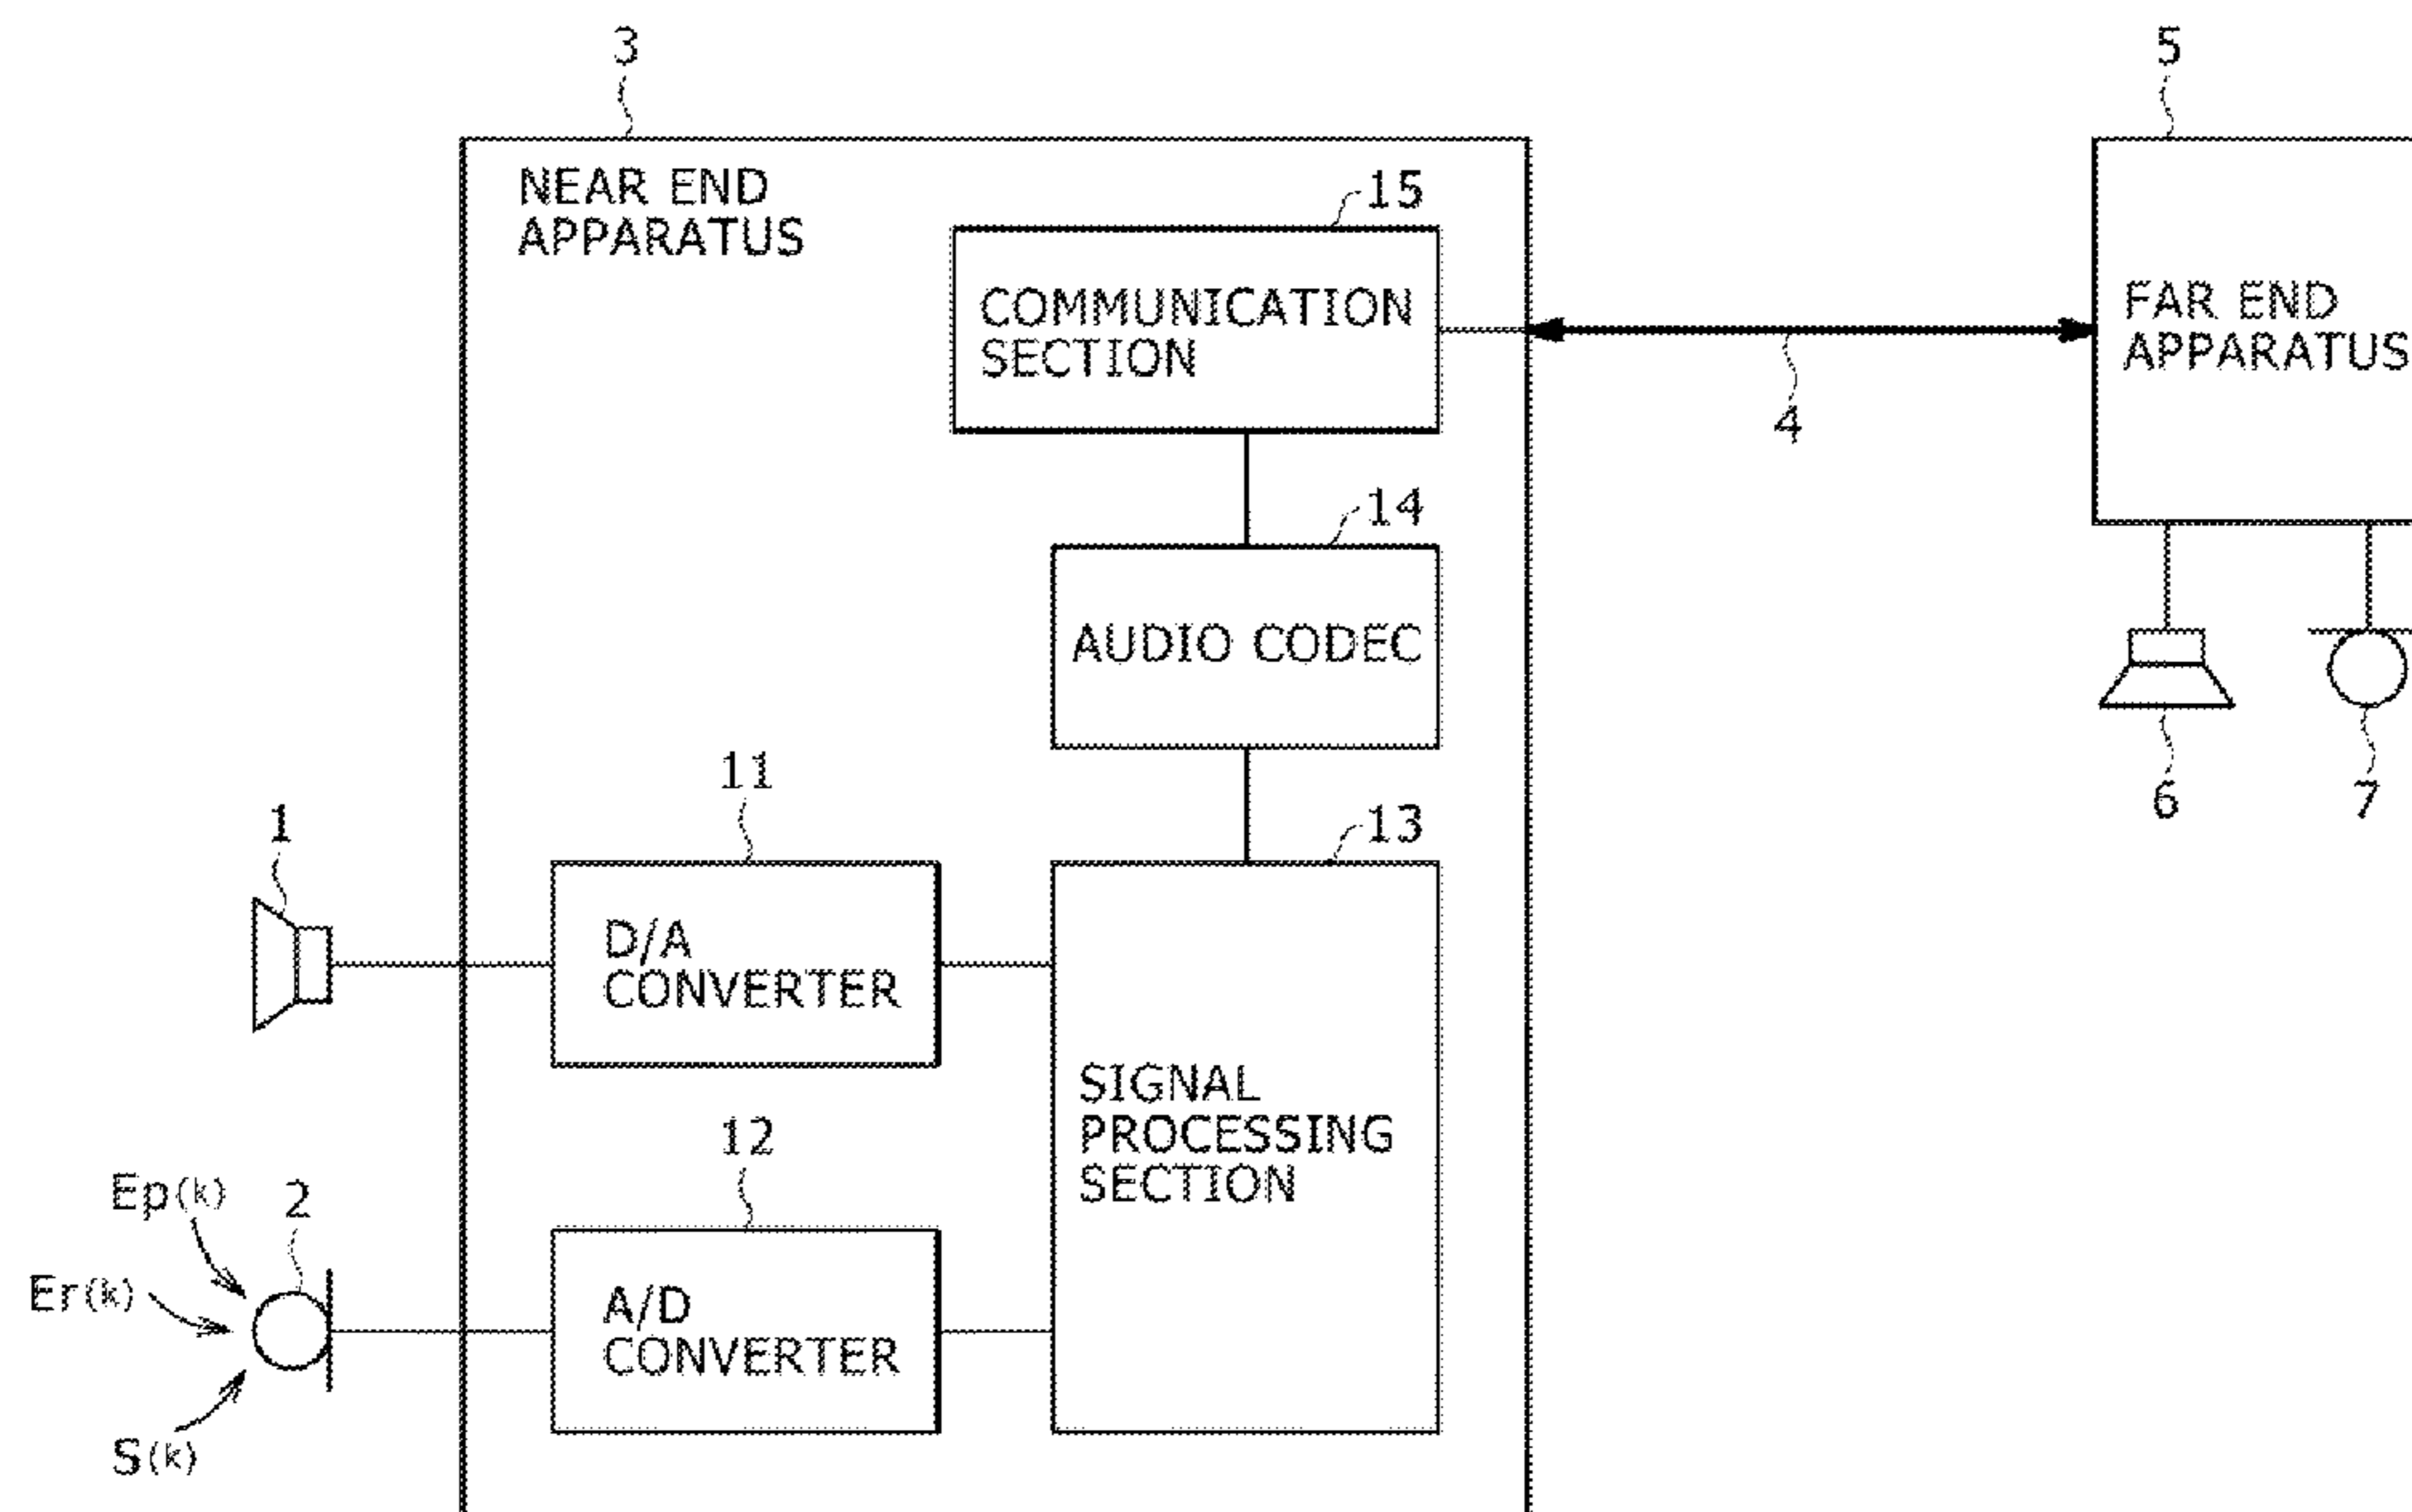 3
5
NEAR END
APPARATUS
15
COMMUNICATION
SECTION
FAR END
APPARATUS
4
14
AUDIO CODEC
11
6
7
1
13
D/A
CONVERTER
SIGNAL
PROCESSING
SECTION
12
Ep(k)
2
Er(k)
A/D
CONVERTER
S(k)